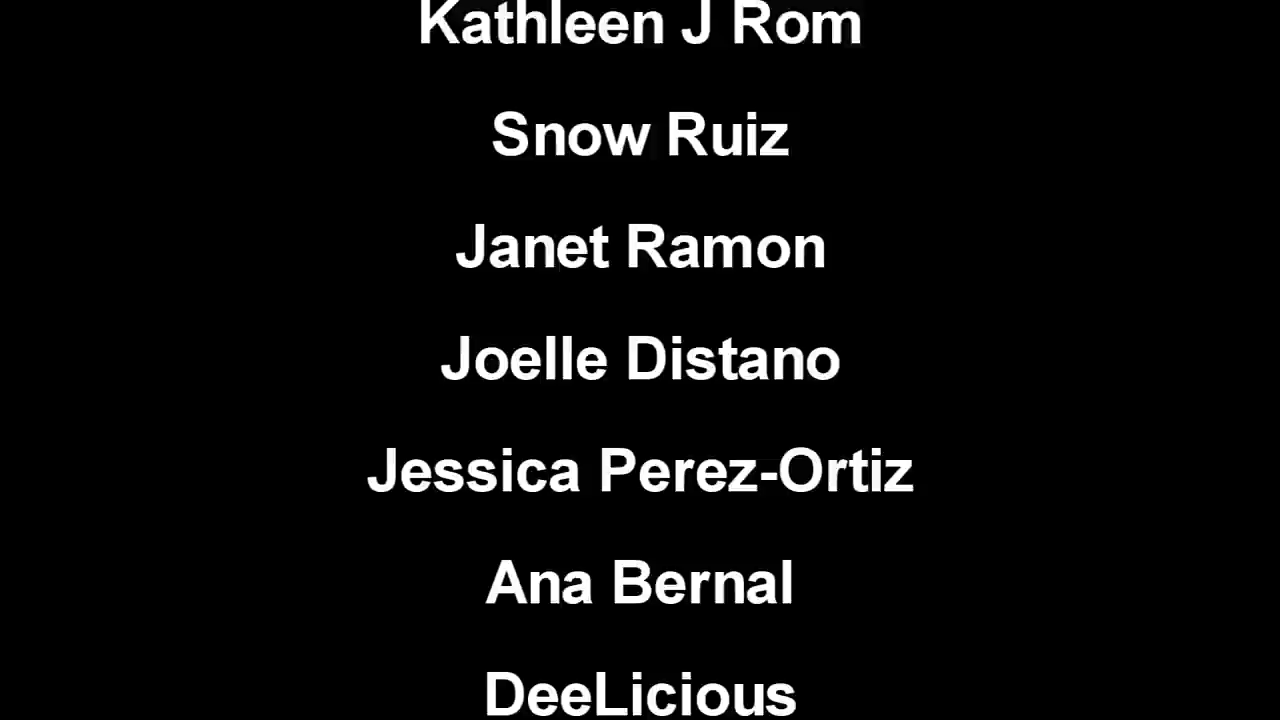 Kathleen J Rom
Snow Ruiz
Janet Ramon
Joelle Distano
Jessica Perez-Ortiz
Ana Bernal
DeeLicious